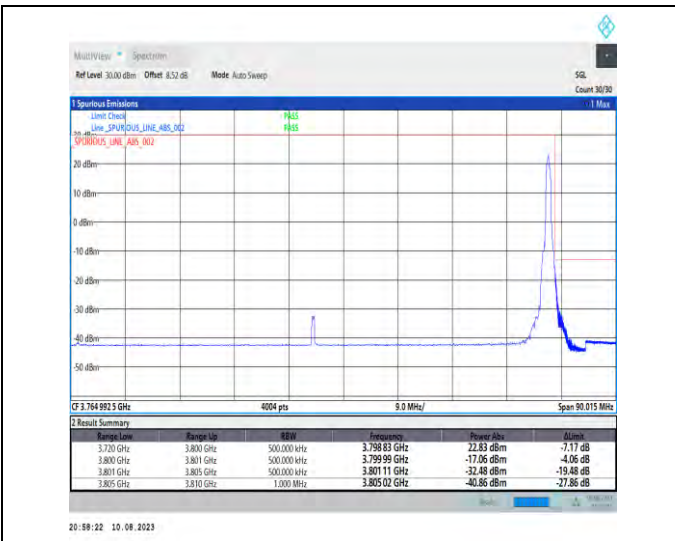 MultiView Spectrum
Ref Level 30.00 dBm Offset 8.52 dB Mode Auto Sweep SGL
Count 30/30
1 Spurious Emissions 1 Max
Limit Check PASS
Line _SPURIOUS_LINE_ABS_002 PASS
_SPURIOUS_LINE_ABS_002
20 dBm
10 dBm
0 dBm
-10 dBm
-20 dBm
-30 dBm
-40 dBm
-50 dBm
CF 3.764 992 5 GHz 4004 pts 9.0 MHz/ Span 90.015 MHz
2 Result Summary
Range Low Range Up RBW Frequency Power Abs ΔLimit
3.720 GHz 3.800 GHz 500.000 kHz 3.798 83 GHz 22.83 dBm -7.17 dB
3.800 GHz 3.801 GHz 500.000 kHz 3.799 99 GHz -17.06 dBm -4.06 dB
3.801 GHz 3.805 GHz 500.000 kHz 3.801 11 GHz -32.48 dBm -19.48 dB
3.805 GHz 3.810 GHz 1.000 MHz 3.805 02 GHz -40.86 dBm -27.86 dB
20:58:22 10.08.2023